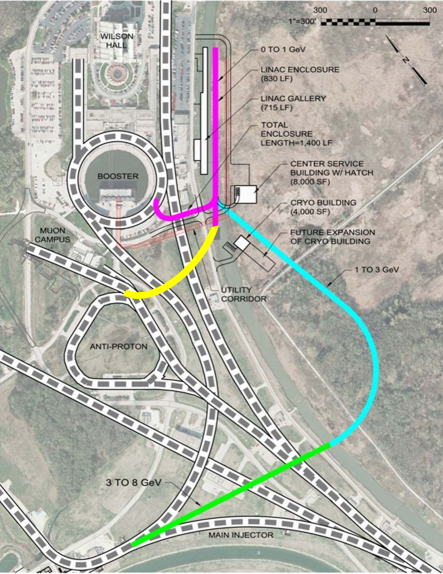 300
0
300
1"=300'
N
WILSON
HALL
0 TO 1 GeV
LINAC ENCLOSURE
(830 LF)
LINAC GALLERY
(715 LF)
TOTAL
ENCLOSURE
LENGTH=1,400 LF
BOOSTER
CENTER SERVICE
BUILDING W/ HATCH
(8,000 SF)
CRYO BUILDING
(4,000 SF)
MUON
CAMPUS
FUTURE EXPANSION
OF CRYO BUILDING
1 TO 3 GeV
UTILITY
CORRIDOR
ANTI-PROTON
3 TO 8 GeV
MAIN INJECTOR